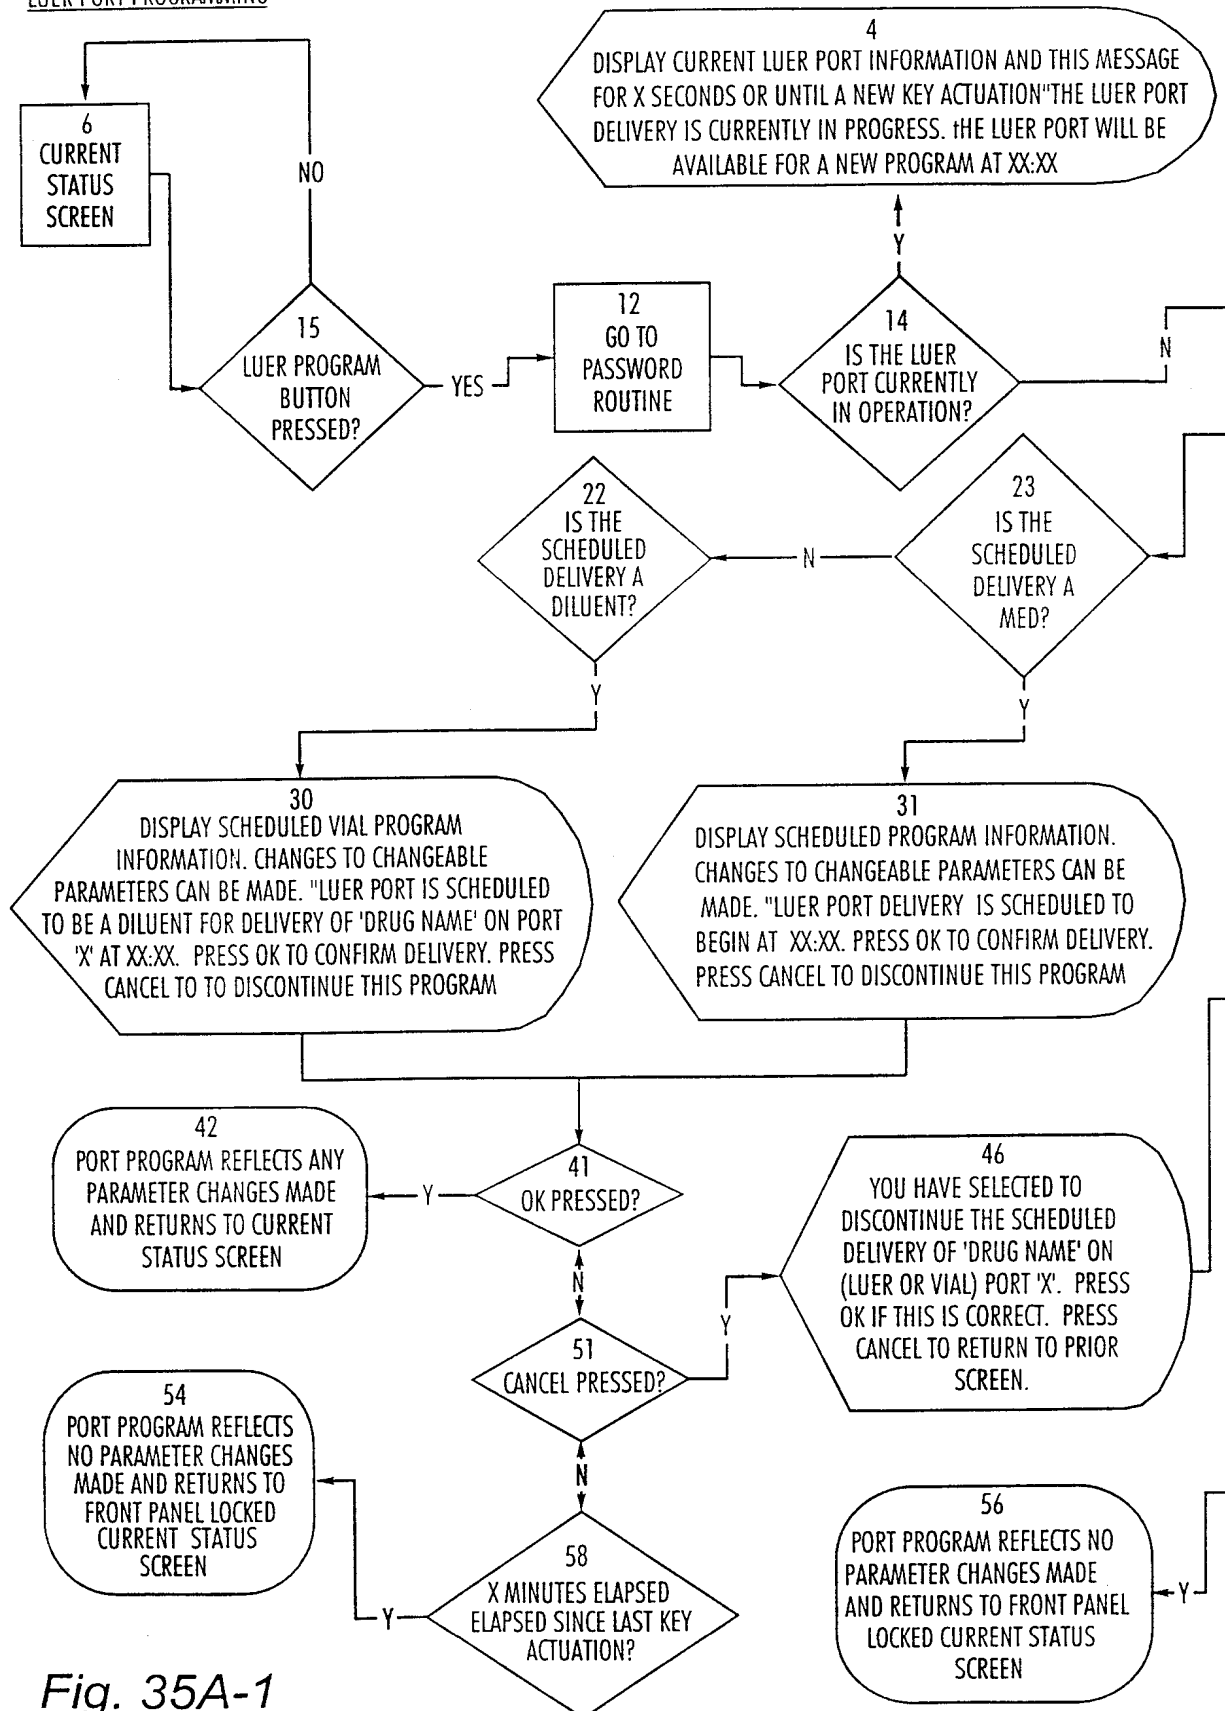 LUER PORT PROGRAMMING
4
DISPLAY CURRENT LUER PORT INFORMATION AND THIS MESSAGE
FOR X SECONDS OR UNTIL A NEW KEY ACTUATION"THE LUER PORT
DELIVERY IS CURRENTLY IN PROGRESS. tHE LUER PORT WILL BE
AVAILABLE FOR A NEW PROGRAM AT XX:XX
6
CURRENT
STATUS
SCREEN
NO
Y
15
LUER PROGRAM
BUTTON
PRESSED?
YES
12
GO TO
PASSWORD
ROUTINE
14
IS THE LUER
PORT CURRENTLY
IN OPERATION?
N
22
IS THE
SCHEDULED
DELIVERY A
DILUENT?
N
23
IS THE
SCHEDULED
DELIVERY A
MED?
Y
Y
30
DISPLAY SCHEDULED VIAL PROGRAM
INFORMATION. CHANGES TO CHANGEABLE
PARAMETERS CAN BE MADE. "LUER PORT IS SCHEDULED
TO BE A DILUENT FOR DELIVERY OF 'DRUG NAME' ON PORT
'X' AT XX:XX. PRESS OK TO CONFIRM DELIVERY. PRESS
CANCEL TO TO DISCONTINUE THIS PROGRAM
31
DISPLAY SCHEDULED PROGRAM INFORMATION.
CHANGES TO CHANGEABLE PARAMETERS CAN BE
MADE. "LUER PORT DELIVERY IS SCHEDULED TO
BEGIN AT XX:XX. PRESS OK TO CONFIRM DELIVERY.
PRESS CANCEL TO DISCONTINUE THIS PROGRAM
42
PORT PROGRAM REFLECTS ANY
PARAMETER CHANGES MADE
AND RETURNS TO CURRENT
STATUS SCREEN
Y
41
OK PRESSED?
N
46
YOU HAVE SELECTED TO
DISCONTINUE THE SCHEDULED
DELIVERY OF 'DRUG NAME' ON
(LUER OR VIAL) PORT 'X'. PRESS
OK IF THIS IS CORRECT. PRESS
CANCEL TO RETURN TO PRIOR
SCREEN.
51
CANCEL PRESSED?
Y
N
54
PORT PROGRAM REFLECTS
NO PARAMETER CHANGES
MADE AND RETURNS TO
FRONT PANEL LOCKED
CURRENT STATUS
SCREEN
Y
58
X MINUTES ELAPSED
ELAPSED SINCE LAST KEY
ACTUATION?
56
PORT PROGRAM REFLECTS NO
PARAMETER CHANGES MADE
AND RETURNS TO FRONT PANEL
LOCKED CURRENT STATUS
SCREEN
Y
Fig. 35A-1